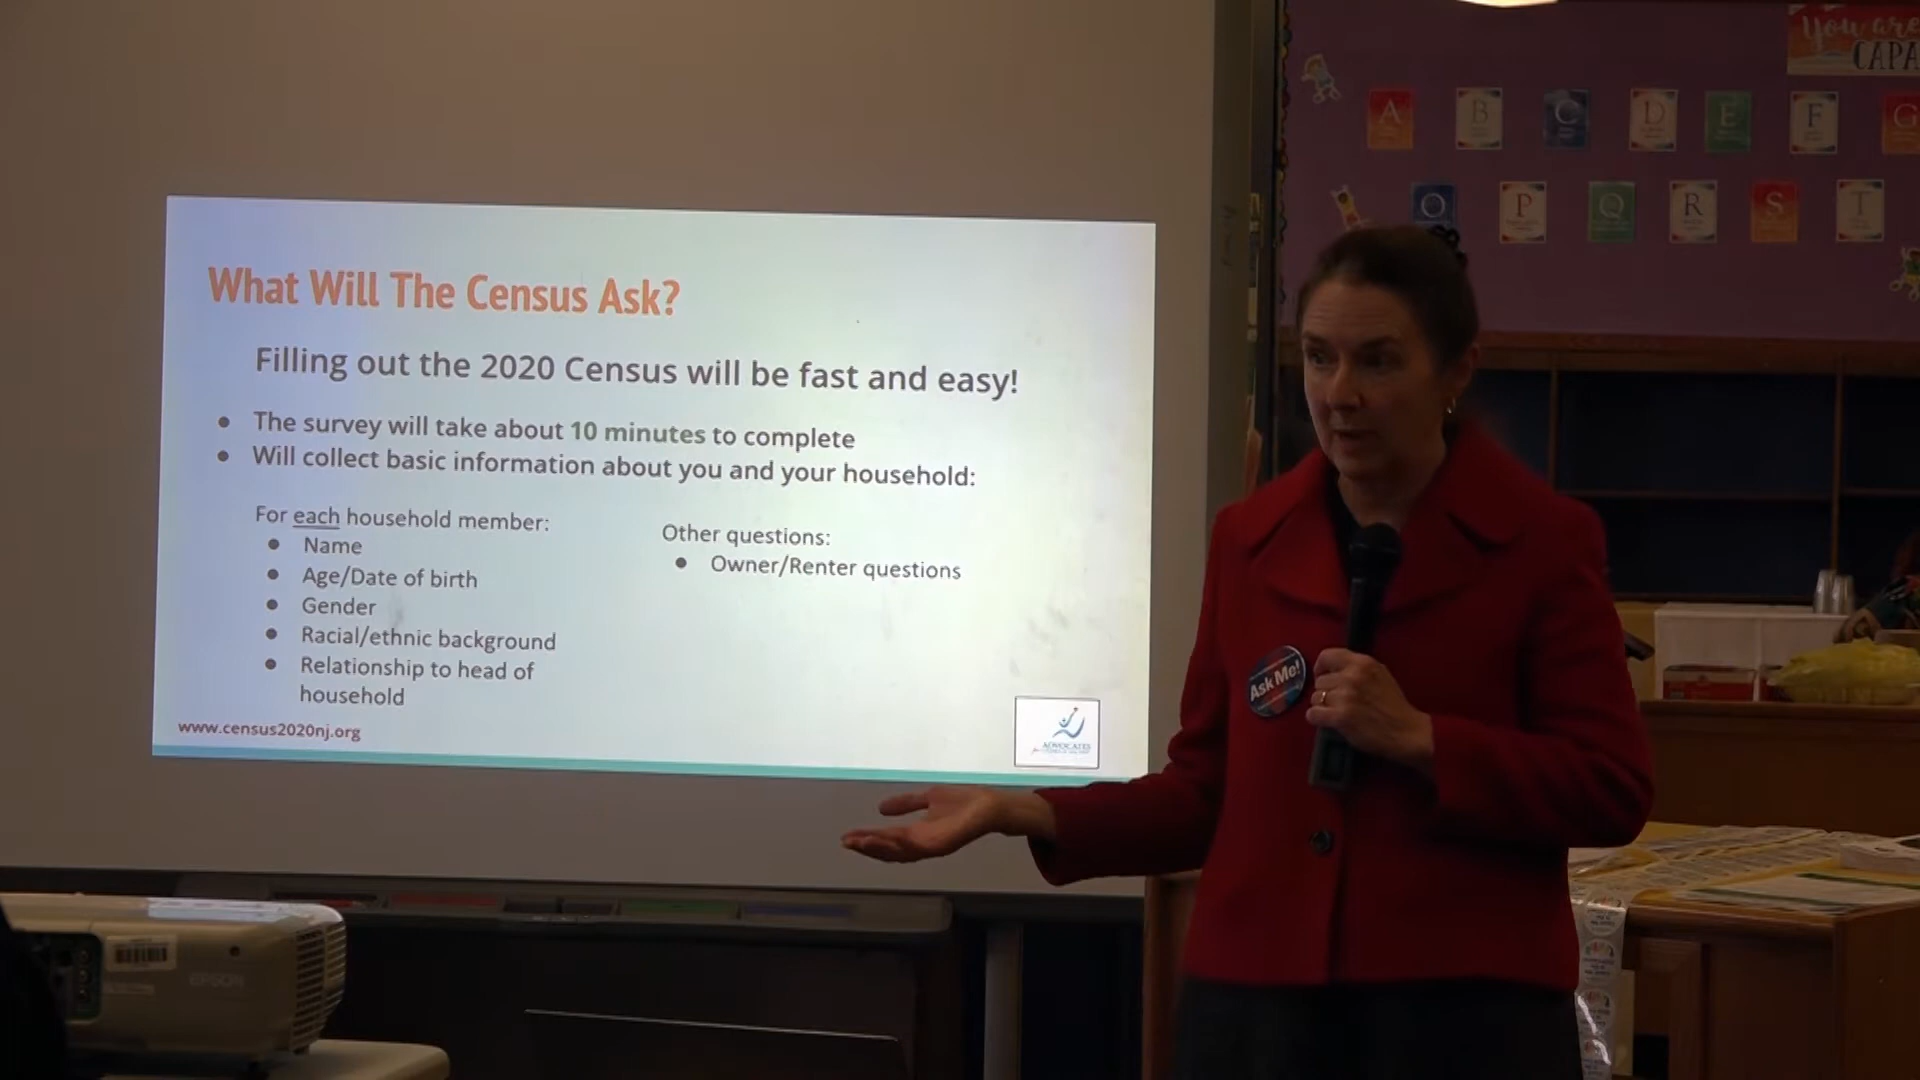 You are
CAPA
A B C D E F G
O P Q R S T
What Will The Census Ask?
Filling out the 2020 Census will be fast and easy!
● The survey will take about 10 minutes to complete
● Will collect basic information about you and your household:
For each household member:
● Name
● Age/Date of birth
● Gender
● Racial/ethnic background
● Relationship to head of
household
Other questions:
● Owner/Renter questions
www.census2020nj.org
ADVOCATES
Ask Me!
EPSON